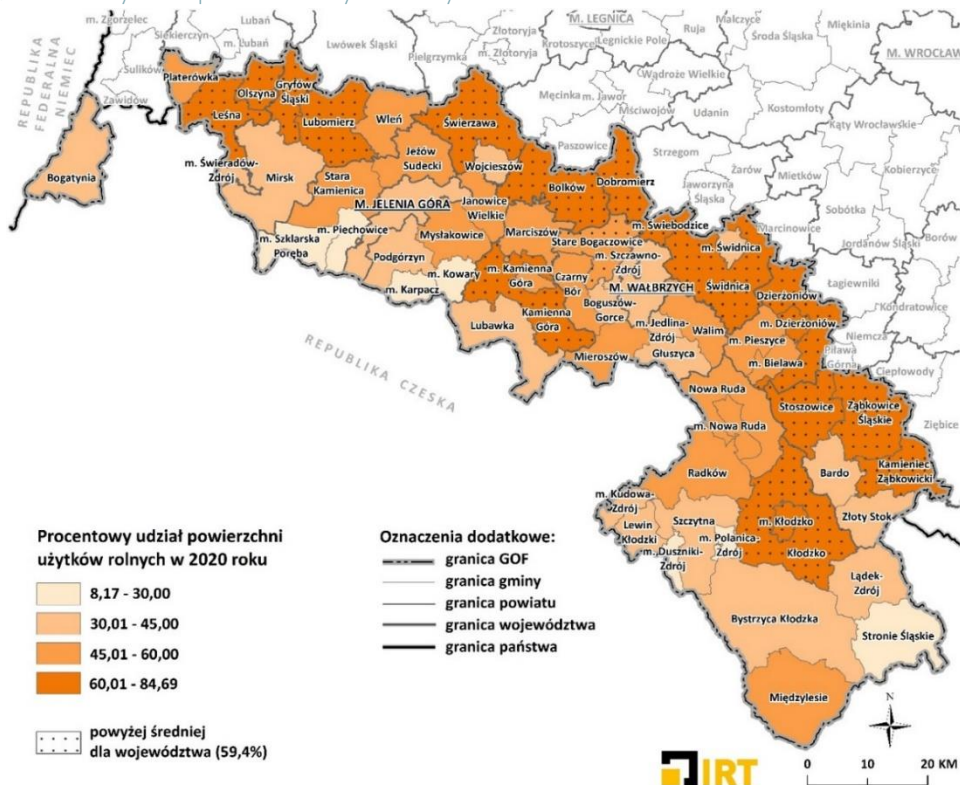 m. Zgorzelec
Lubań
Siekierczyn
m. Lubań
Lwówek Śląski
Pielgrzymka
Złotoryja
m. Złotoryja
M. LEGNICA
Krotoszyce
Legnickie Pole
Ruja
Malczyce
Środa Śląska
Miękinia
M. WROCŁAW
REPUBLIKA
FEDERALNA
NIEMIEC
Sulików
Zawidów
Platerówka
Olszyna
Gryfów
Śląski
Leśna
Lubomierz
Wleń
Świerzawa
Męcinka
m. Jawor
Mściwojów
Wądroże Wielkie
Udanin
Kostomłoty
Kąty Wrocławskie
Kobierzyce
Paszowice
Strzegom
Żarów
Mietków
Bogatynia
m. Świeradów-
Zdrój
Mirsk
Stara
Kamienica
Jeżów
Sudecki
Wojcieszów
Bolków
Dobromierz
Jaworzyna
Śląska
Sobótka
M. JELENIA GÓRA
Janowice
Wielkie
Marciszów
m. Świebodzice
Marcinowice
Jordanów Śląski
Borów
m. Szklarska
Poręba
m. Piechowice
Mysłakowice
Stare Bogaczowice
m. Świdnica
Podgórzyn
m. Kowary
m. Karpacz
m. Kamienna
Góra
Czarny
Bór
m. Szczawno-
Zdrój
M. WAŁBRZYCH
Świdnica
Dzierżoniów
Łagiewniki
Kondratowice
Kamienna
Góra
Boguszów-
Gorce
m. Jedlina-
Zdrój
Walim
m. Dzierżoniów
m. Pieszyce
Niemcza
Lubawka
Mieroszów
Głuszyca
m. Bielawa
Piława
Górna
Ciepłowody
REPUBLIKA CZESKA
Nowa Ruda
Stoszowice
Ząbkowice
Śląskie
Ziębice
m. Nowa Ruda
Radków
Bardo
Kamieniec
Ząbkowicki
m. Kudowa-
Zdrój
Lewin
Kłodzki
Szczytna
m. Duszniki-
Zdrój
m. Polanica-
Zdrój
m. Kłodzko
Kłodzko
Złoty Stok
Lądek-
Zdrój
Bystrzyca Kłodzka
Stronie Śląskie
Międzylesie
Procentowy udział powierzchni
użytków rolnych w 2020 roku
8,17 - 30,00
30,01 - 45,00
45,01 - 60,00
60,01 - 84,69
powyżej średniej
dla województwa (59,4%)
Oznaczenia dodatkowe:
granica GOF
granica gminy
granica powiatu
granica województwa
granica państwa
N
IRT
0 10 20 KM